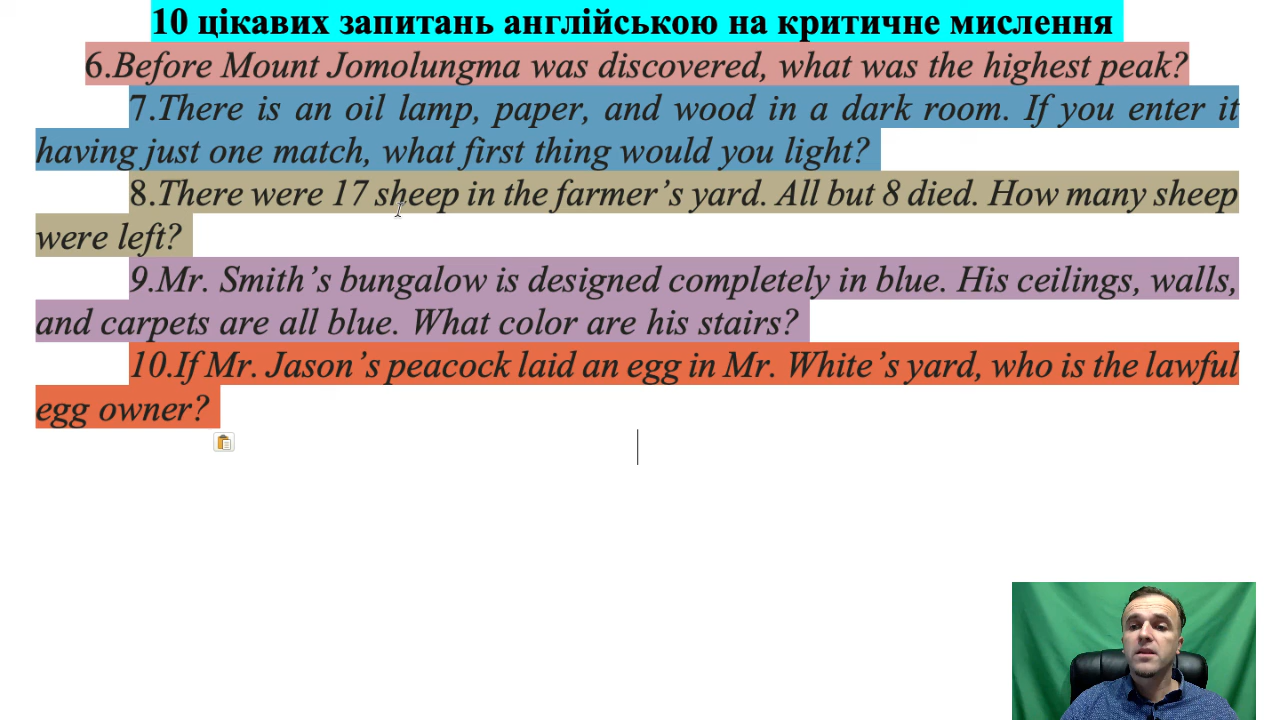 10 цікавих запитань англійською на критичне мислення
6.Before Mount Jomolungma was discovered, what was the highest peak?
7.There is an oil lamp, paper, and wood in a dark room. If you enter it
having just one match, what first thing would you light?
8.There were 17 sheep in the farmer’s yard. All but 8 died. How many sheep
were left?
9.Mr. Smith’s bungalow is designed completely in blue. His ceilings, walls,
and carpets are all blue. What color are his stairs?
10.If Mr. Jason’s peacock laid an egg in Mr. White’s yard, who is the lawful
egg owner?